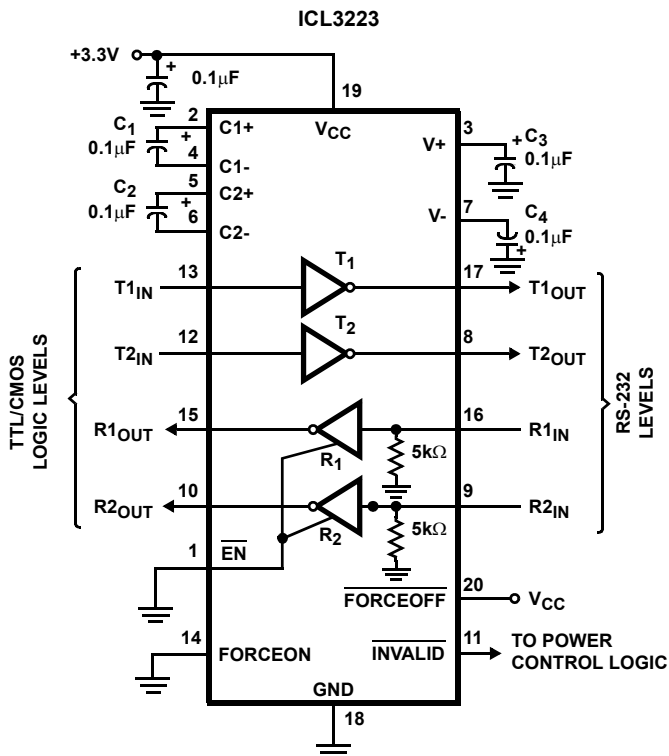 ICL3223
+3.3V
+
0.1μF
19
2
C1+
VCC
3
C1
0.1μF
+
4
C1-
V+
+
C3
0.1μF
5
C2+
C2
0.1μF
+
6
C2-
7
V-
C4
0.1μF
+
T1IN
13
T1
17
T1OUT
T2IN
12
T2
8
T2OUT
TTL/CMOS
LOGIC LEVELS
RS-232
LEVELS
R1OUT
15
R1
16
R1IN
5kΩ
R2OUT
10
R2
9
R2IN
5kΩ
1
EN
FORCEOFF
20
VCC
14
FORCEON
INVALID
11
TO POWER
CONTROL LOGIC
GND
18